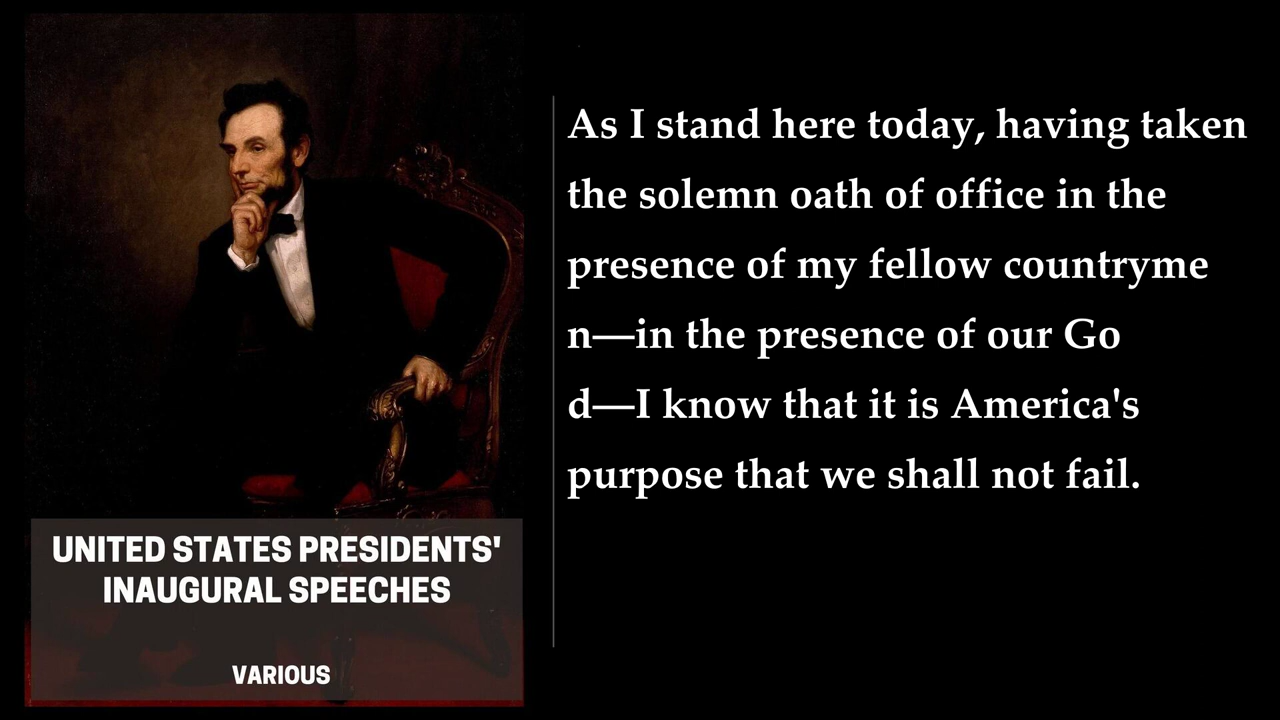 UNITED STATES PRESIDENTS'
INAUGURAL SPEECHES
VARIOUS
As I stand here today, having taken
the solemn oath of office in the
presence of my fellow countryme
n—in the presence of our Go
d—I know that it is America's
purpose that we shall not fail.